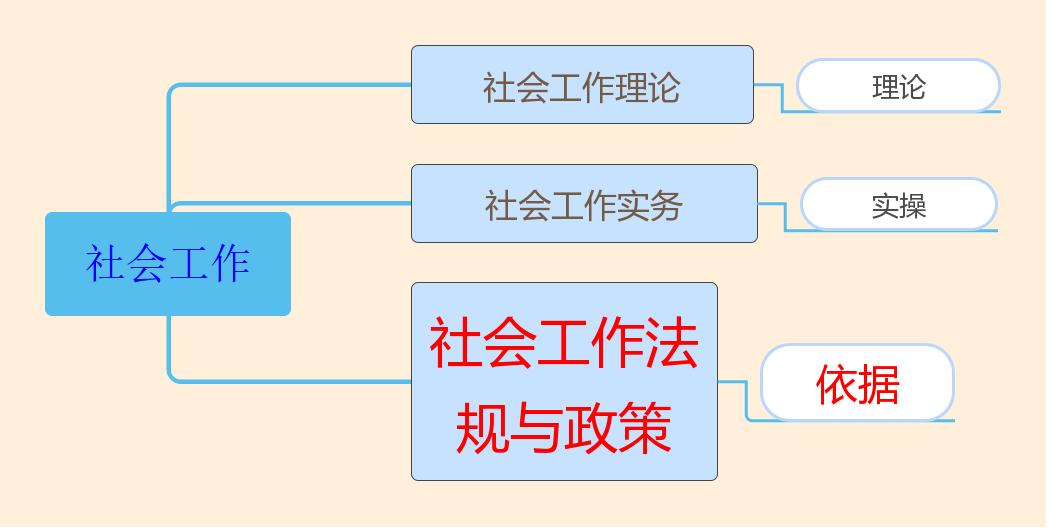 社会工作理论
理论
社会工作实务
实操
社会工作
社会工作法
规与政策
依据